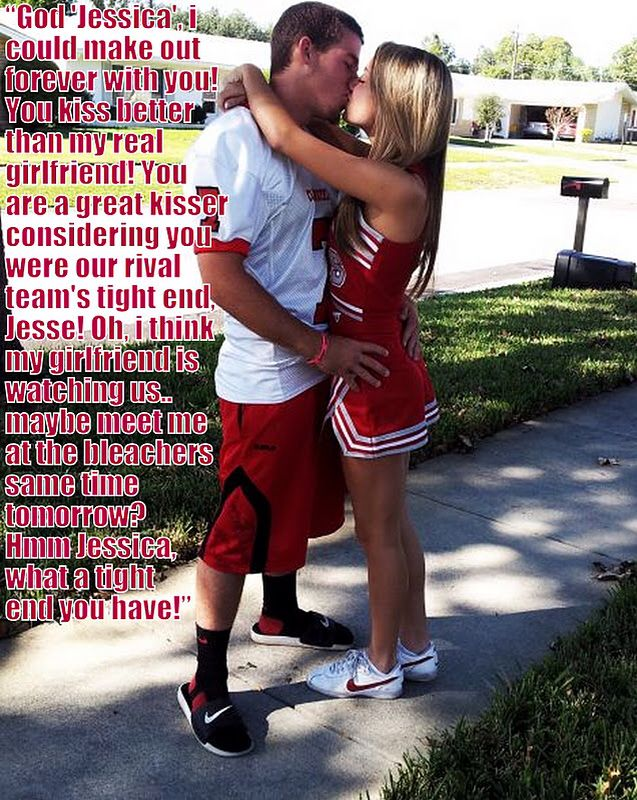 “God 'Jessica', i
could make out
forever with you!
You kiss better
than my real
girlfriend! You
are a great kisser
considering you
were our rival
team's tight end,
Jesse! Oh, i think
my girlfriend is
watching us..
maybe meet me
at the bleachers
same time
tomorrow?
Hmm Jessica,
what a tight
end you have!”